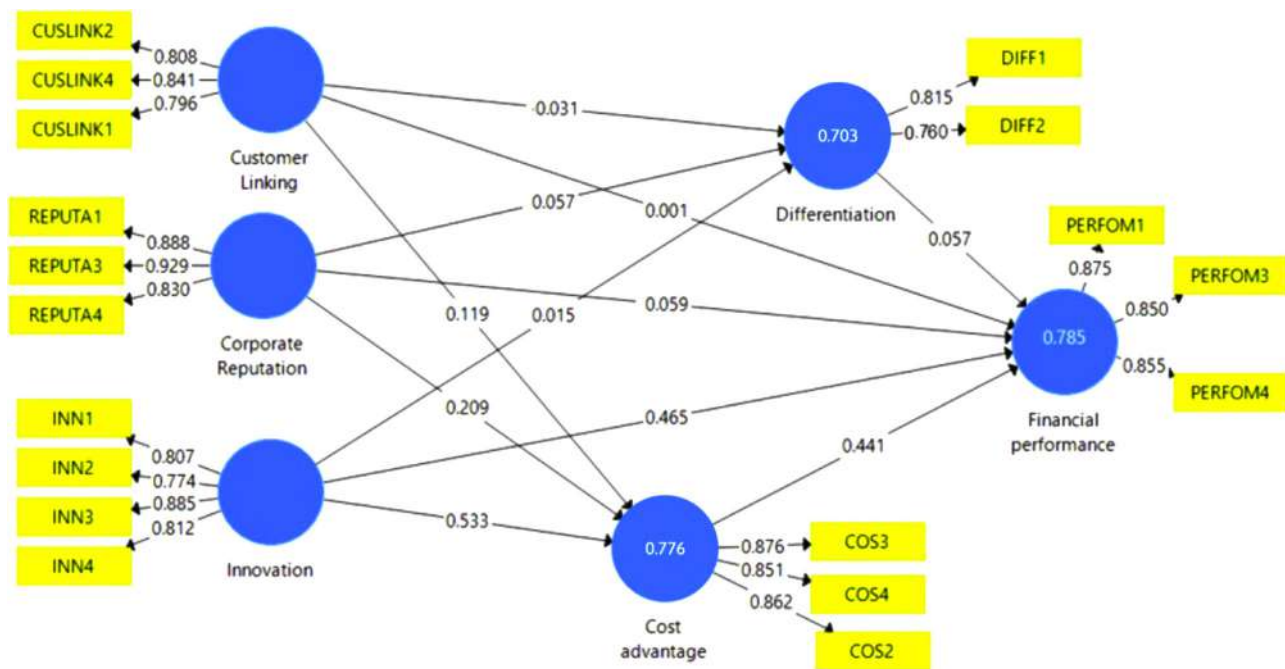 CUSLINK2
0.808
CUSLINK4
0.841
CUSLINK1
0.796
Customer
Linking
REPUTA1
0.888
REPUTA3
0.929
REPUTA4
0.830
Corporate
Reputation
INN1
0.807
INN2
0.774
INN3
0.885
INN4
0.812
Innovation
-0.031
0.057
0.015
0.001
0.119
0.059
0.209
0.465
0.533
0.703
Differentiation
DIFF1
0.815
DIFF2
0.760
0.057
0.776
Cost
advantage
COS3
0.876
COS4
0.851
COS2
0.862
0.441
0.785
Financial
performance
PERFOM1
0.875
PERFOM3
0.850
PERFOM4
0.855